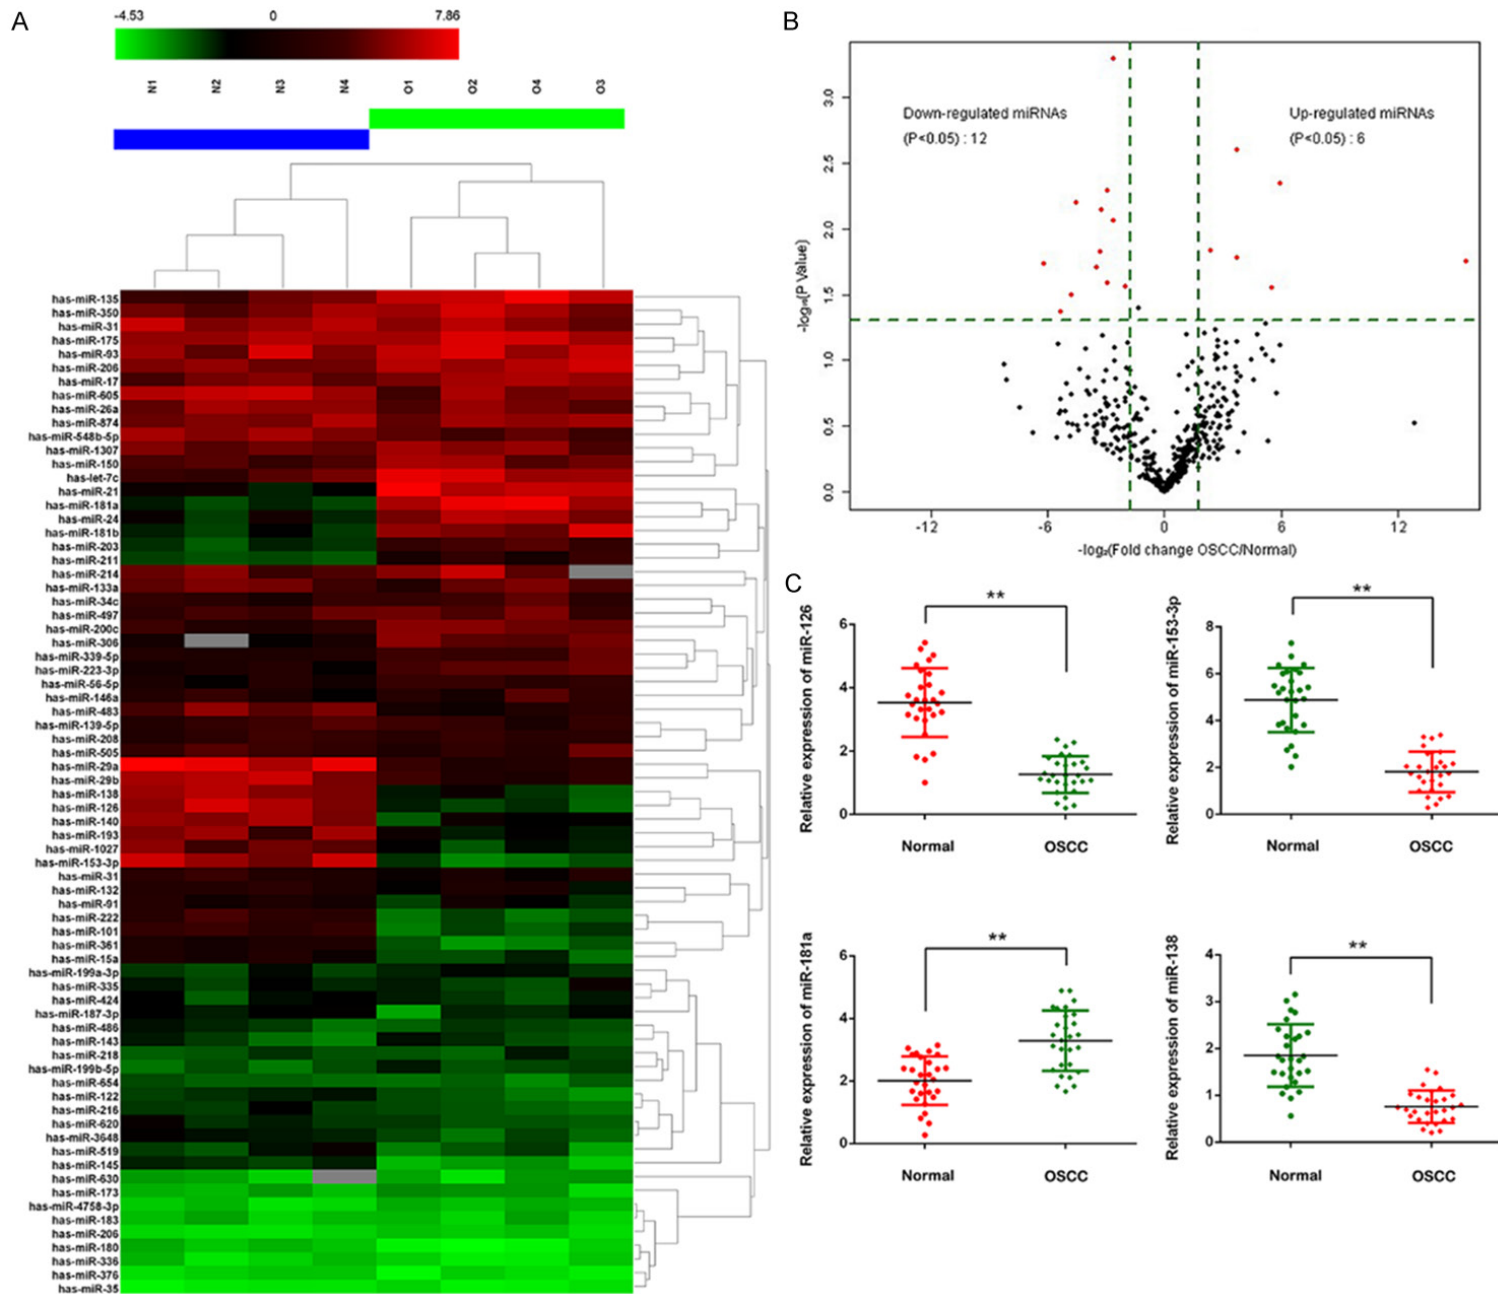 A
-4.53 0 7.86
N1 N2 N3 N4 O1 O2 O4 O3
has-miR-135
has-miR-350
has-miR-31
has-miR-175
has-miR-93
has-miR-206
has-miR-17
has-miR-605
has-miR-26a
has-miR-874
has-miR-548b-5p
has-miR-1307
has-miR-150
has-let-7c
has-miR-21
has-miR-181a
has-miR-24
has-miR-181b
has-miR-203
has-miR-211
has-miR-214
has-miR-133a
has-miR-34c
has-miR-497
has-miR-200c
has-miR-306
has-miR-339-5p
has-miR-223-3p
has-miR-56-5p
has-miR-146a
has-miR-483
has-miR-139-5p
has-miR-208
has-miR-505
has-miR-29a
has-miR-29b
has-miR-138
has-miR-126
has-miR-140
has-miR-193
has-miR-1027
has-miR-153-3p
has-miR-31
has-miR-132
has-miR-91
has-miR-222
has-miR-101
has-miR-361
has-miR-15a
has-miR-199a-3p
has-miR-335
has-miR-424
has-miR-187-3p
has-miR-486
has-miR-143
has-miR-218
has-miR-199b-5p
has-miR-654
has-miR-122
has-miR-216
has-miR-620
has-miR-3648
has-miR-519
has-miR-145
has-miR-630
has-miR-173
has-miR-4758-3p
has-miR-183
has-miR-206
has-miR-180
has-miR-336
has-miR-376
has-miR-35
B
Down-regulated miRNAs
(P<0.05) : 12
Up-regulated miRNAs
(P<0.05) : 6
-log₁₀(P Value)
3.0
2.5
2.0
1.5
1.0
0.5
0.0
-12 -6 0 6 12
-log₂(Fold change OSCC/Normal)
C
Relative expression of miR-126
6
4
2
0
**
Normal OSCC
Relative expression of miR-153-3p
8
6
4
2
0
**
Normal OSCC
Relative expression of miR-181a
6
4
2
0
**
Normal OSCC
Relative expression of miR-138
4
3
2
1
0
**
Normal OSCC